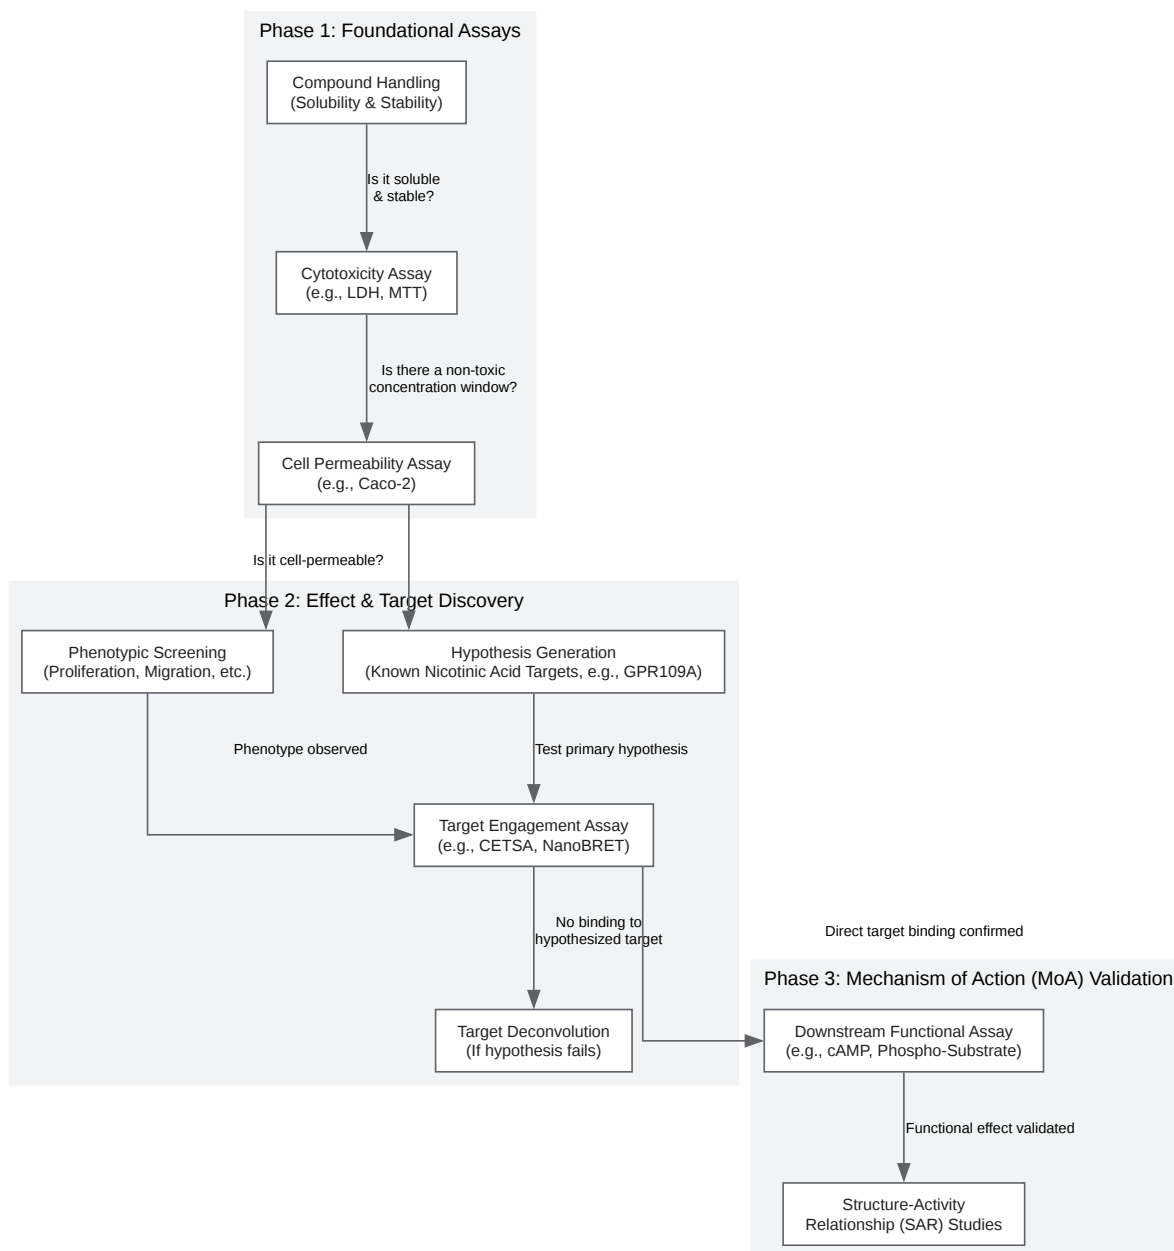 Phase 1: Foundational Assays
Compound Handling
(Solubility & Stability)
Is it soluble
& stable?
Cytotoxicity Assay
(e.g., LDH, MTT)
Is there a non-toxic
concentration window?
Cell Permeability Assay
(e.g., Caco-2)
Is it cell-permeable?
Phase 2: Effect & Target Discovery
Phenotypic Screening
(Proliferation, Migration, etc.)
Hypothesis Generation
(Known Nicotinic Acid Targets, e.g., GPR109A)
Phenotype observed
Test primary hypothesis
Target Engagement Assay
(e.g., CETSA, NanoBRET)
No binding to
hypothesized target
Direct target binding confirmed
Phase 3: Mechanism of Action (MoA) Validation
Target Deconvolution
(If hypothesis fails)
Downstream Functional Assay
(e.g., cAMP, Phospho-Substrate)
Functional effect validated
Structure-Activity
Relationship (SAR) Studies